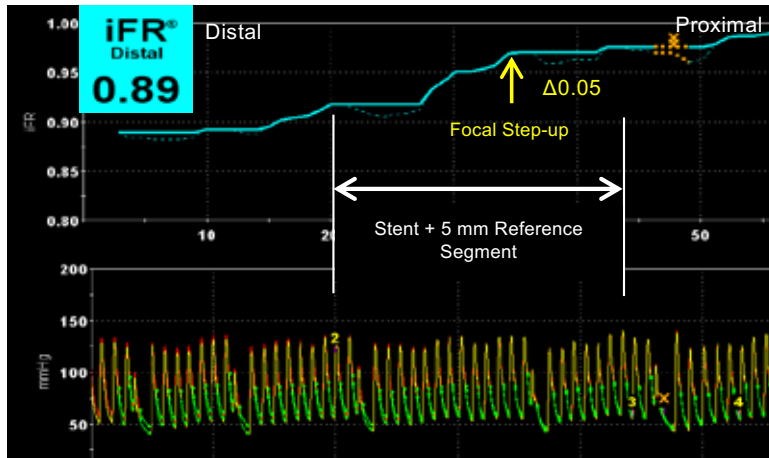 iFR®
Distal
0.89
Distal
Proximal
1.00
0.95
0.90
0.85
0.80
iFR
Δ0.05
Focal Step-up
10
20
50
Stent + 5 mm Reference
Segment
200
150
100
50
mmHg
2
3
X
4